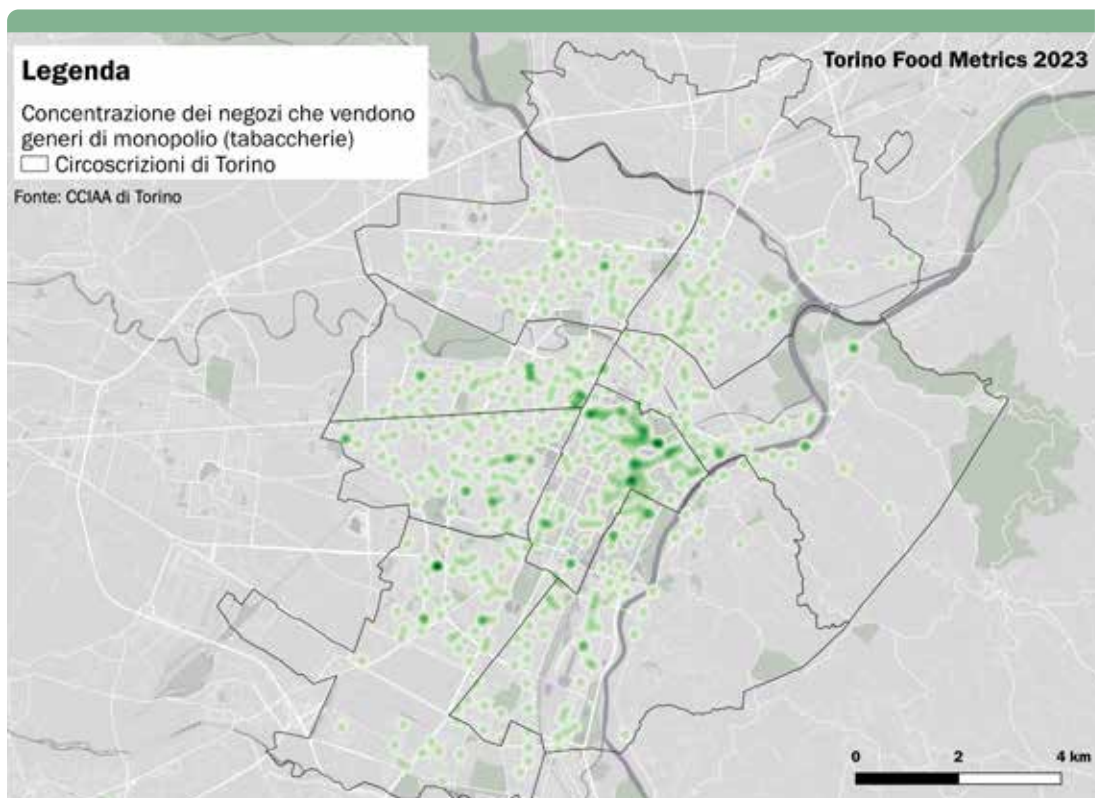 Legenda
Concentrazione dei negozi che vendono
generi di monopolio (tabaccherie)
Circoscrizioni di Torino
Fonte: CCIAA di Torino
Torino Food Metrics 2023
0 2 4 km